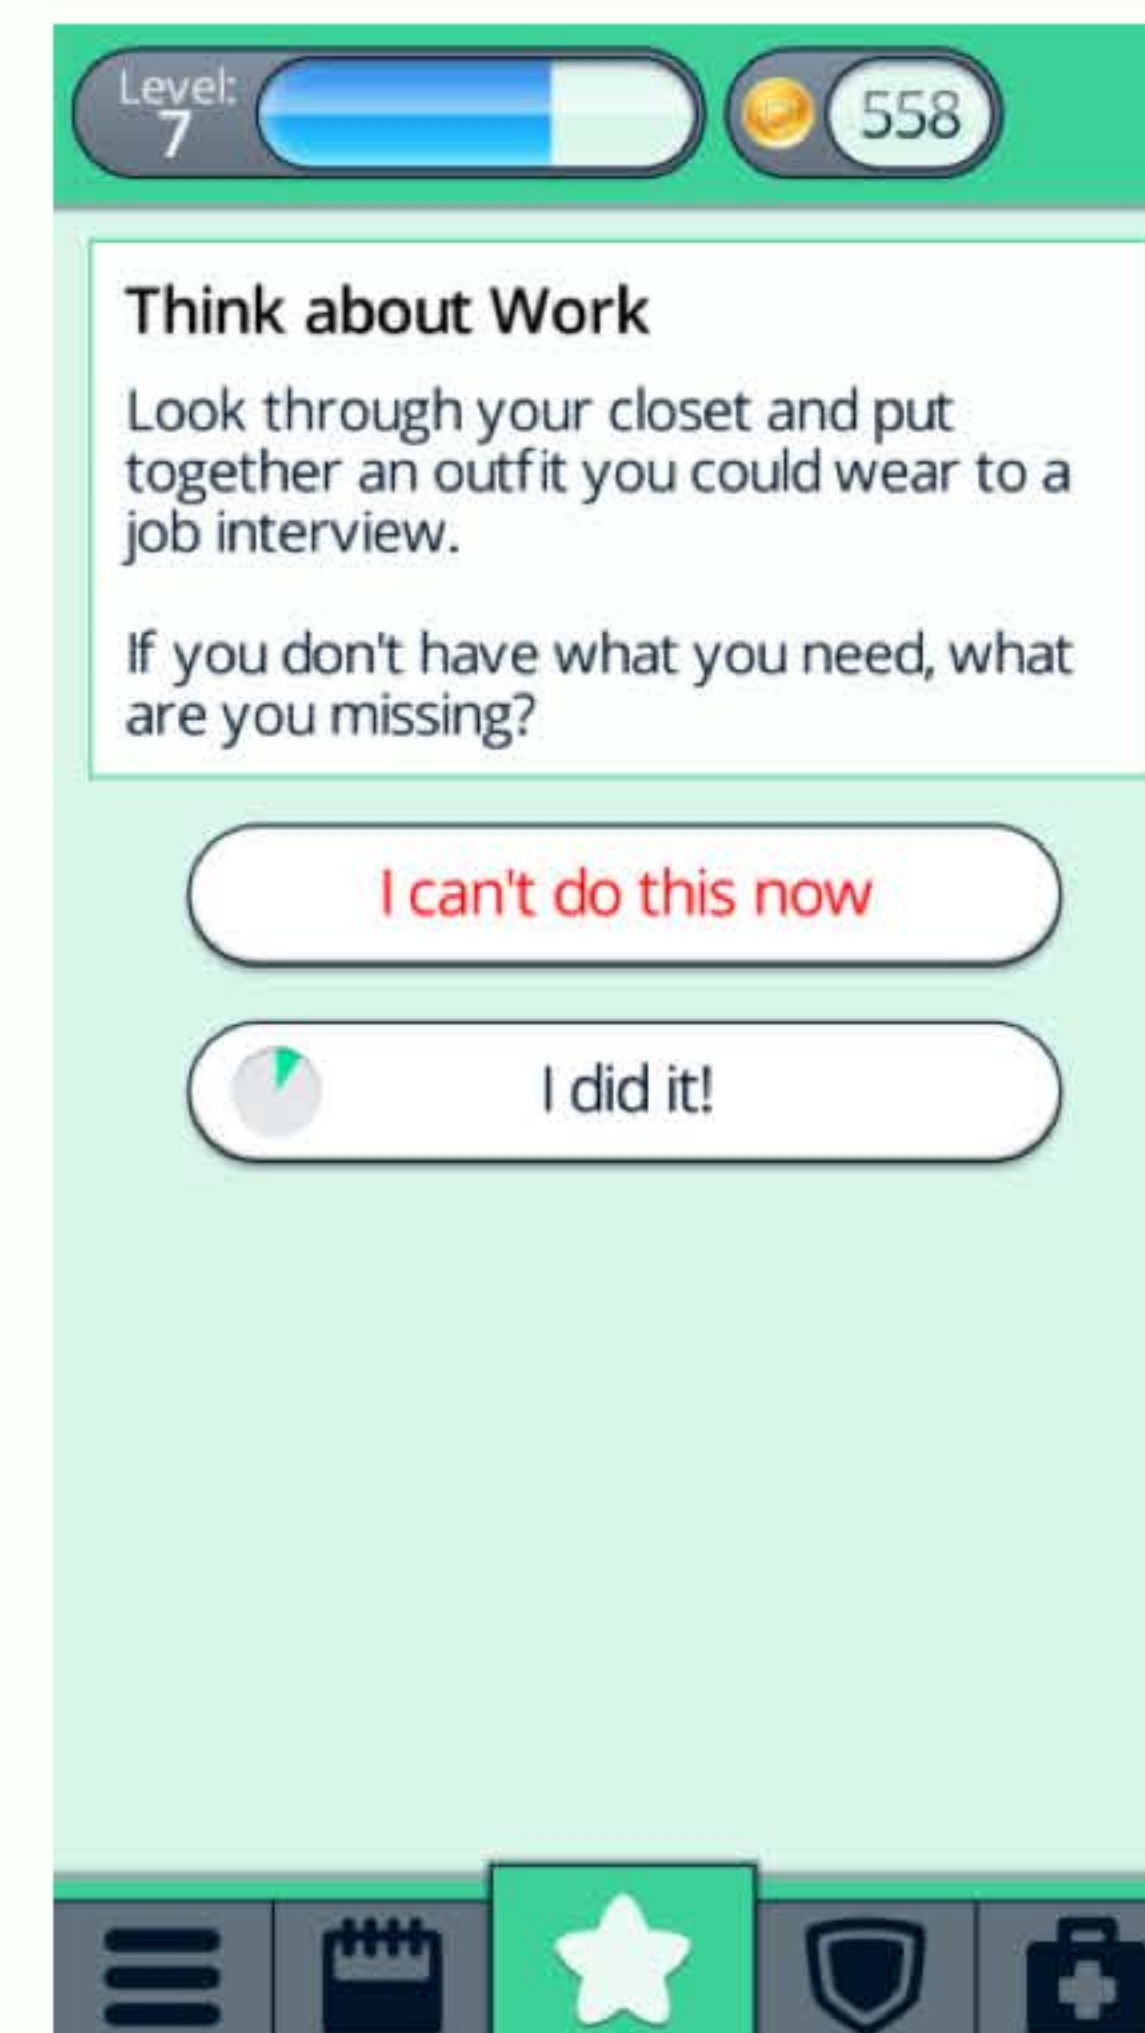 Level:
7
558
Think about Work
Look through your closet and put
together an outfit you could wear to a
job interview.
If you don't have what you need, what
are you missing?
I can't do this now
I did it!